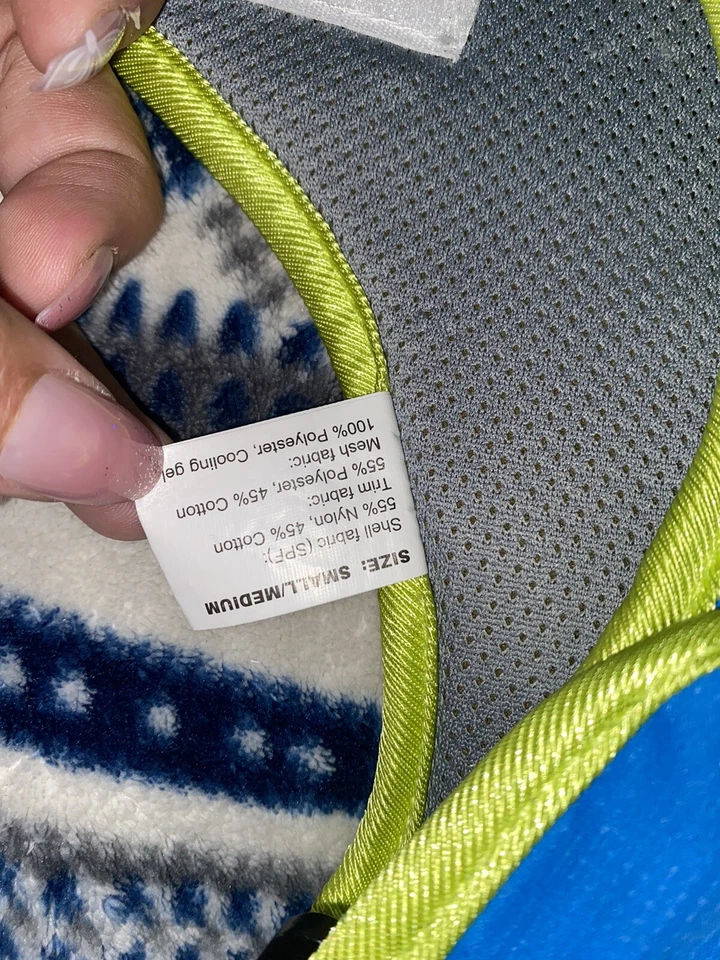 SIZE: SMALL/MEDIUM
Shell fabric (SPF):
55% Nylon, 45% Cotton
Trim fabric:
55% Polyester, 45% Cotton
Mesh fabric:
100% Polyester, Cooling gel